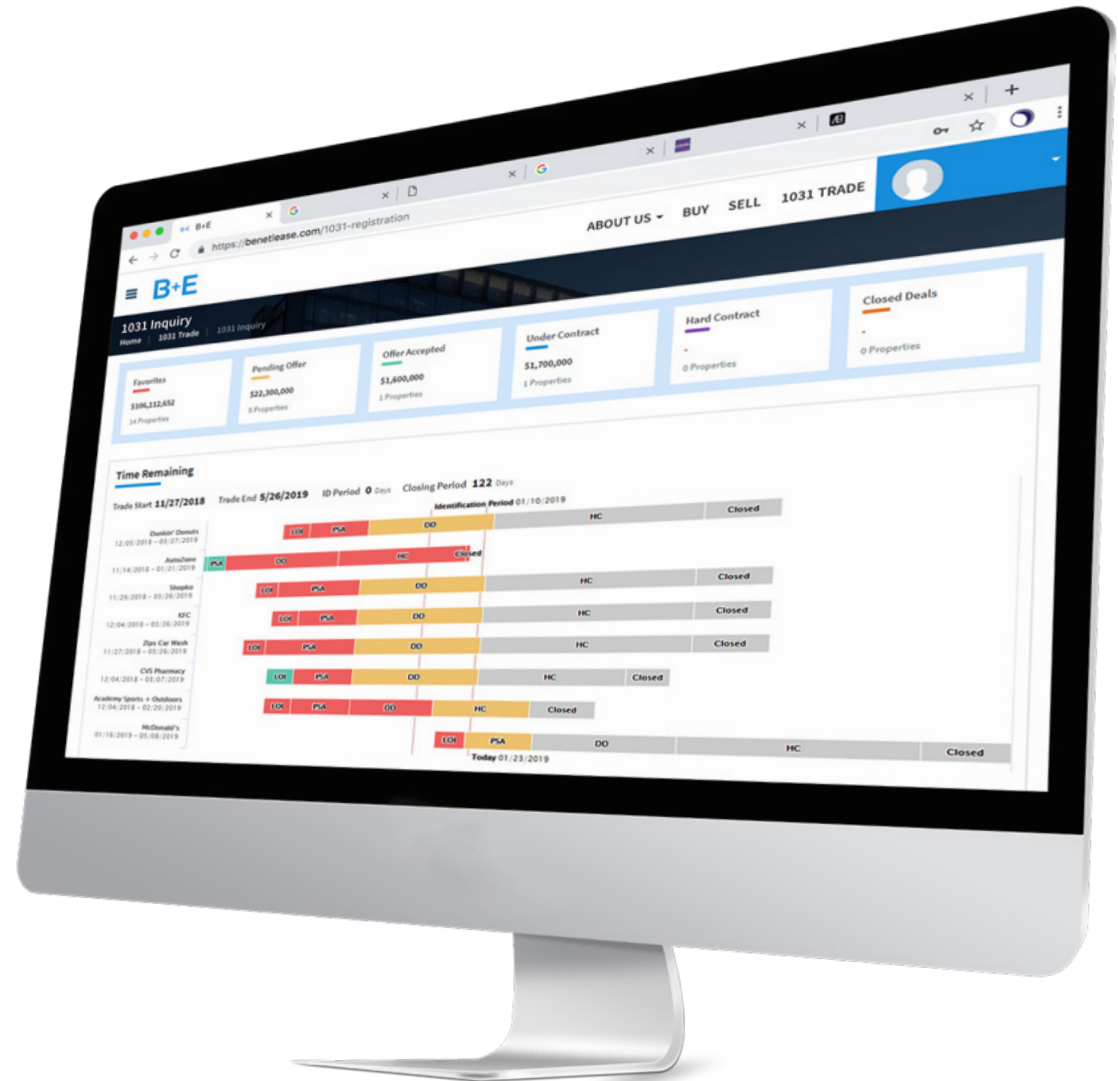 B+E
https://benetlease.com/1031-registration
B+E
ABOUT US BUY SELL 1031 TRADE
1031 Inquiry
Home | 1031 Trade | 1031 Inquiry
Favorites
$106,112,652
14 Properties
Pending Offer
$22,300,000
5 Properties
Offer Accepted
$1,600,000
1 Properties
Under Contract
$1,700,000
1 Properties
Hard Contract
-
0 Properties
Closed Deals
-
0 Properties
Time Remaining
Trade Start 11/27/2018 Trade End 5/26/2019 ID Period 0 Days Closing Period 122 Days
Identification Period 01/10/2019
Dunkin' Donuts LOI PSA DD HC Closed
12/05/2018 - 03/27/2019
AutoZone PSA DD HC Closed
11/14/2018 - 01/21/2019
Shopko LOI PSA DD HC Closed
11/29/2018 - 03/26/2019
KFC LOI PSA DD HC Closed
12/04/2018 - 03/26/2019
Zips Car Wash LOI PSA DD HC Closed
11/27/2018 - 03/26/2019
CVS Pharmacy LOI PSA DD HC Closed
12/04/2018 - 03/07/2019
Academy Sports + Outdoors LOI PSA DD HC Closed
12/04/2018 - 02/20/2019
McDonald's LOI PSA DD HC Closed
01/16/2019 - 05/08/2019
Today 01/23/2019